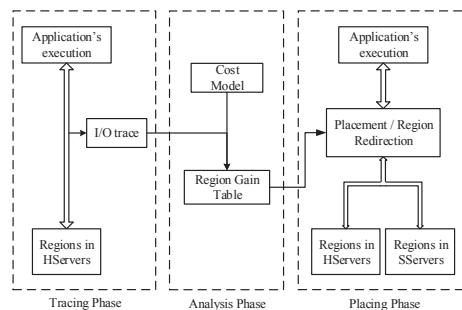 Application's
execution
I/O trace
Regions in
HServers
Tracing Phase
Cost
Model
Region Gain
Table
Analysis Phase
Application's
execution
Placement / Region
Redirection
Regions in
HServers
Regions in
SServers
Placing Phase